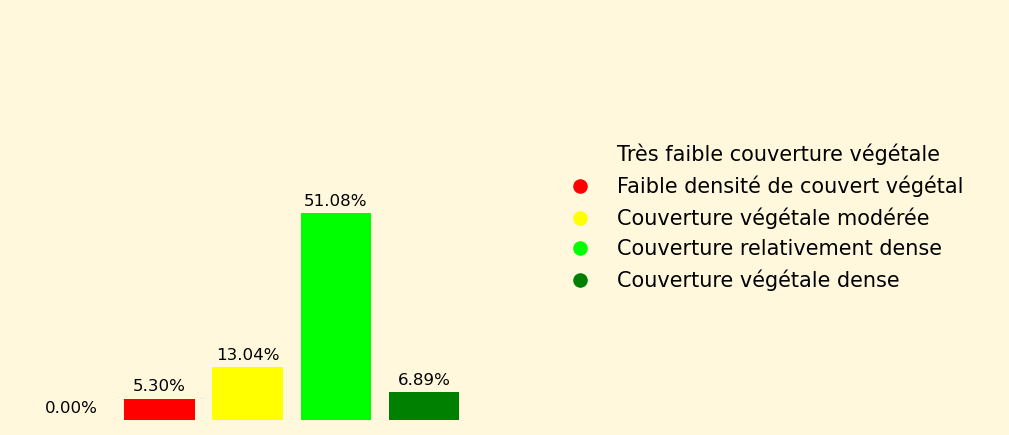 0.00%
5.30%
13.04%
51.08%
6.89%
Très faible couverture végétale
Faible densité de couvert végétal
Couverture végétale modérée
Couverture relativement dense
Couverture végétale dense